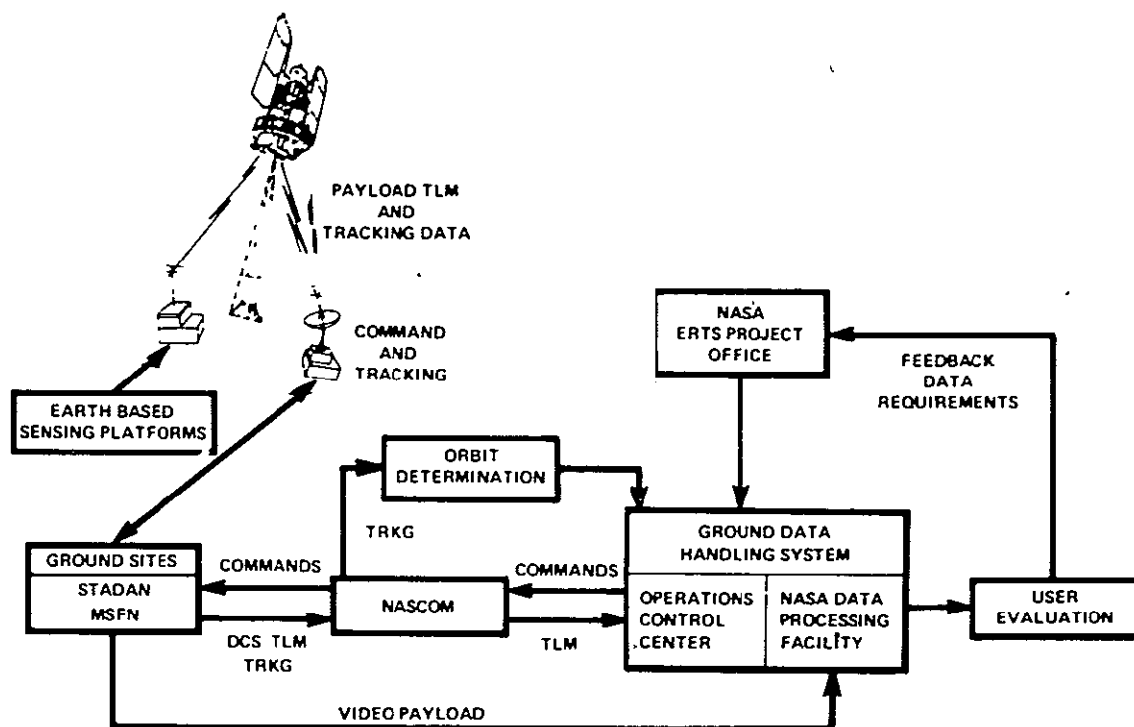 PAYLOAD TLM
AND
TRACKING DATA
COMMAND
AND
TRACKING
EARTH BASED
SENSING PLATFORMS
NASA
ERTS PROJECT
OFFICE
FEEDBACK
DATA
REQUIREMENTS
ORBIT
DETERMINATION
TRKG
GROUND SITES
STADAN
MSFN
COMMANDS
DCS TLM
TRKG
NASCOM
COMMANDS
TLM
GROUND DATA
HANDLING SYSTEM
OPERATIONS
CONTROL
CENTER
NASA DATA
PROCESSING
FACILITY
USER
EVALUATION
VIDEO PAYLOAD